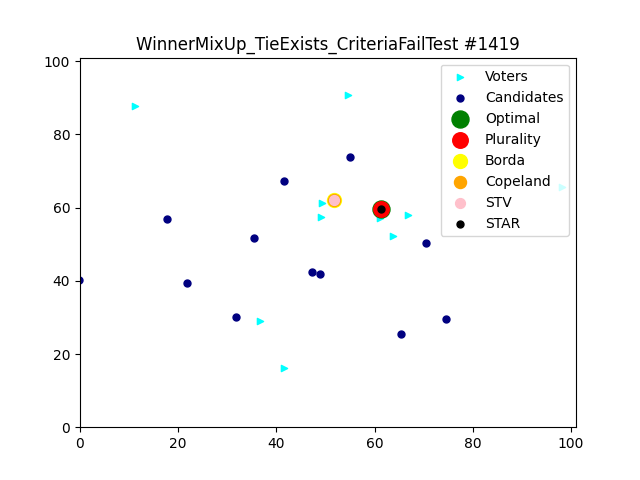 WinnerMixUp_TieExists_CriteriaFailTest #1419
100
80
60
40
20
0
0 20 40 60 80 100
Voters
Candidates
Optimal
Plurality
Borda
Copeland
STV
STAR